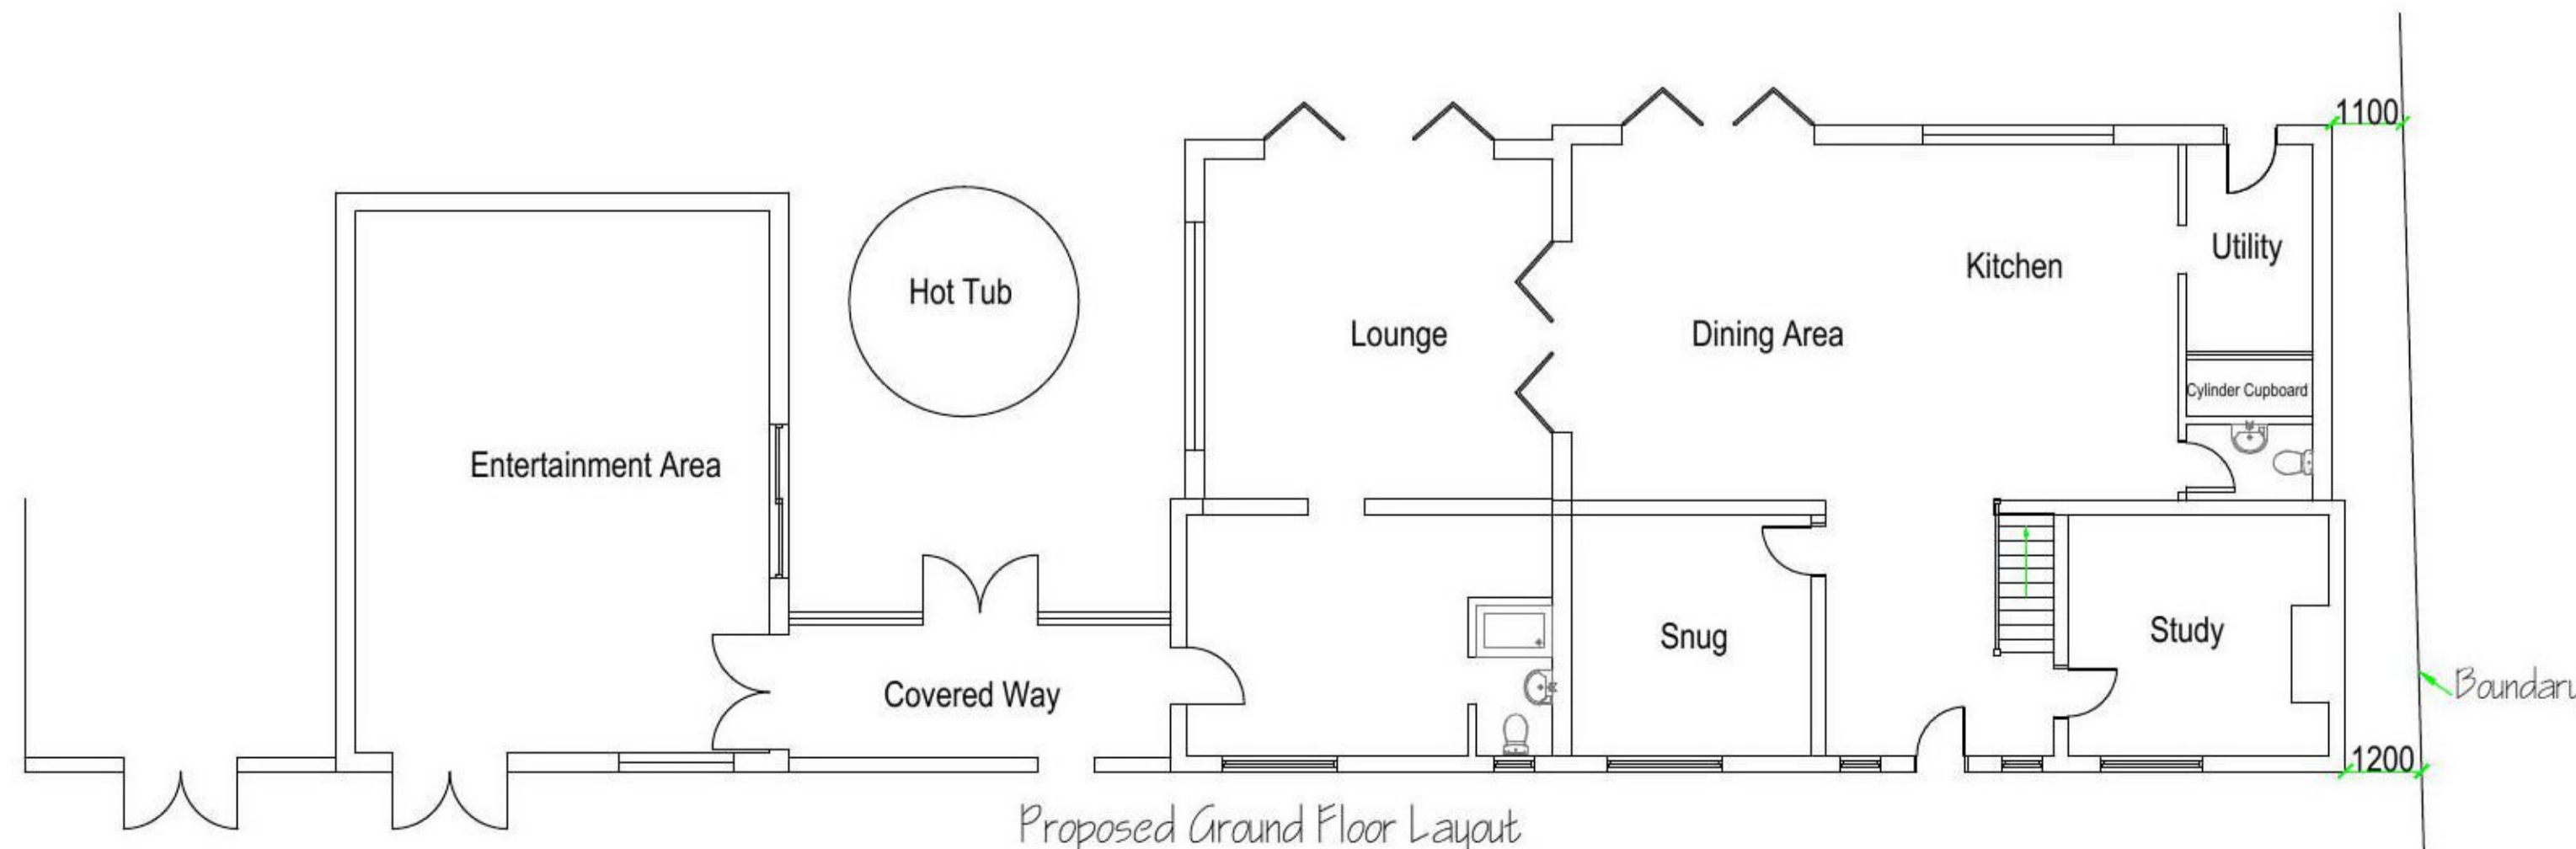 1100
Utility
Kitchen
Hot Tub
Lounge
Dining Area
Cylinder Cupboard
Entertainment Area
Snug
Study
Covered Way
Boundary
1200
Proposed Ground Floor Layout